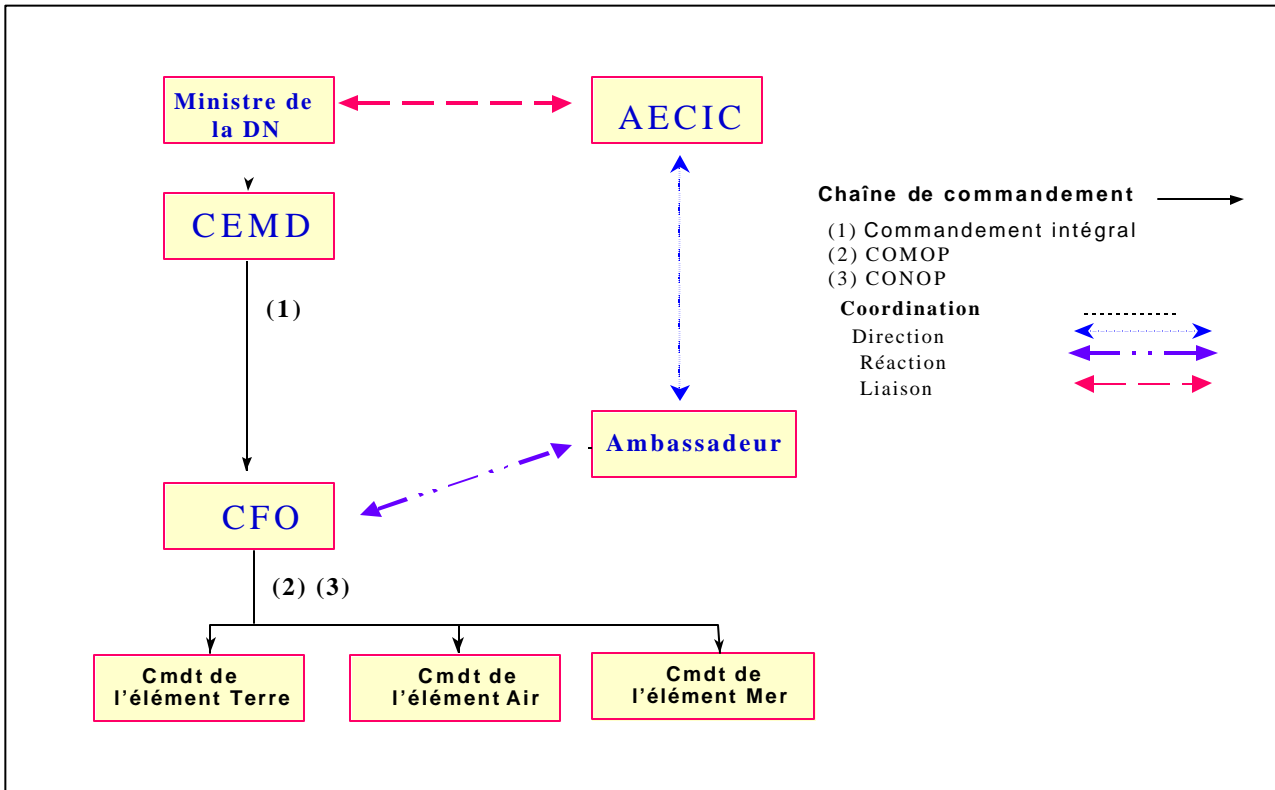 Ministre de
la DN
AECIC
CEMD
(1)
Chaîne de commandement
(1) Commandement intégral
(2) COMOP
(3) CONOP
Coordination
Direction
Réaction
Liaison
Ambassadeur
CFO
(2) (3)
Cmdt de
l’élément Terre
Cmdt de
l’élément Air
Cmdt de
l’élément Mer